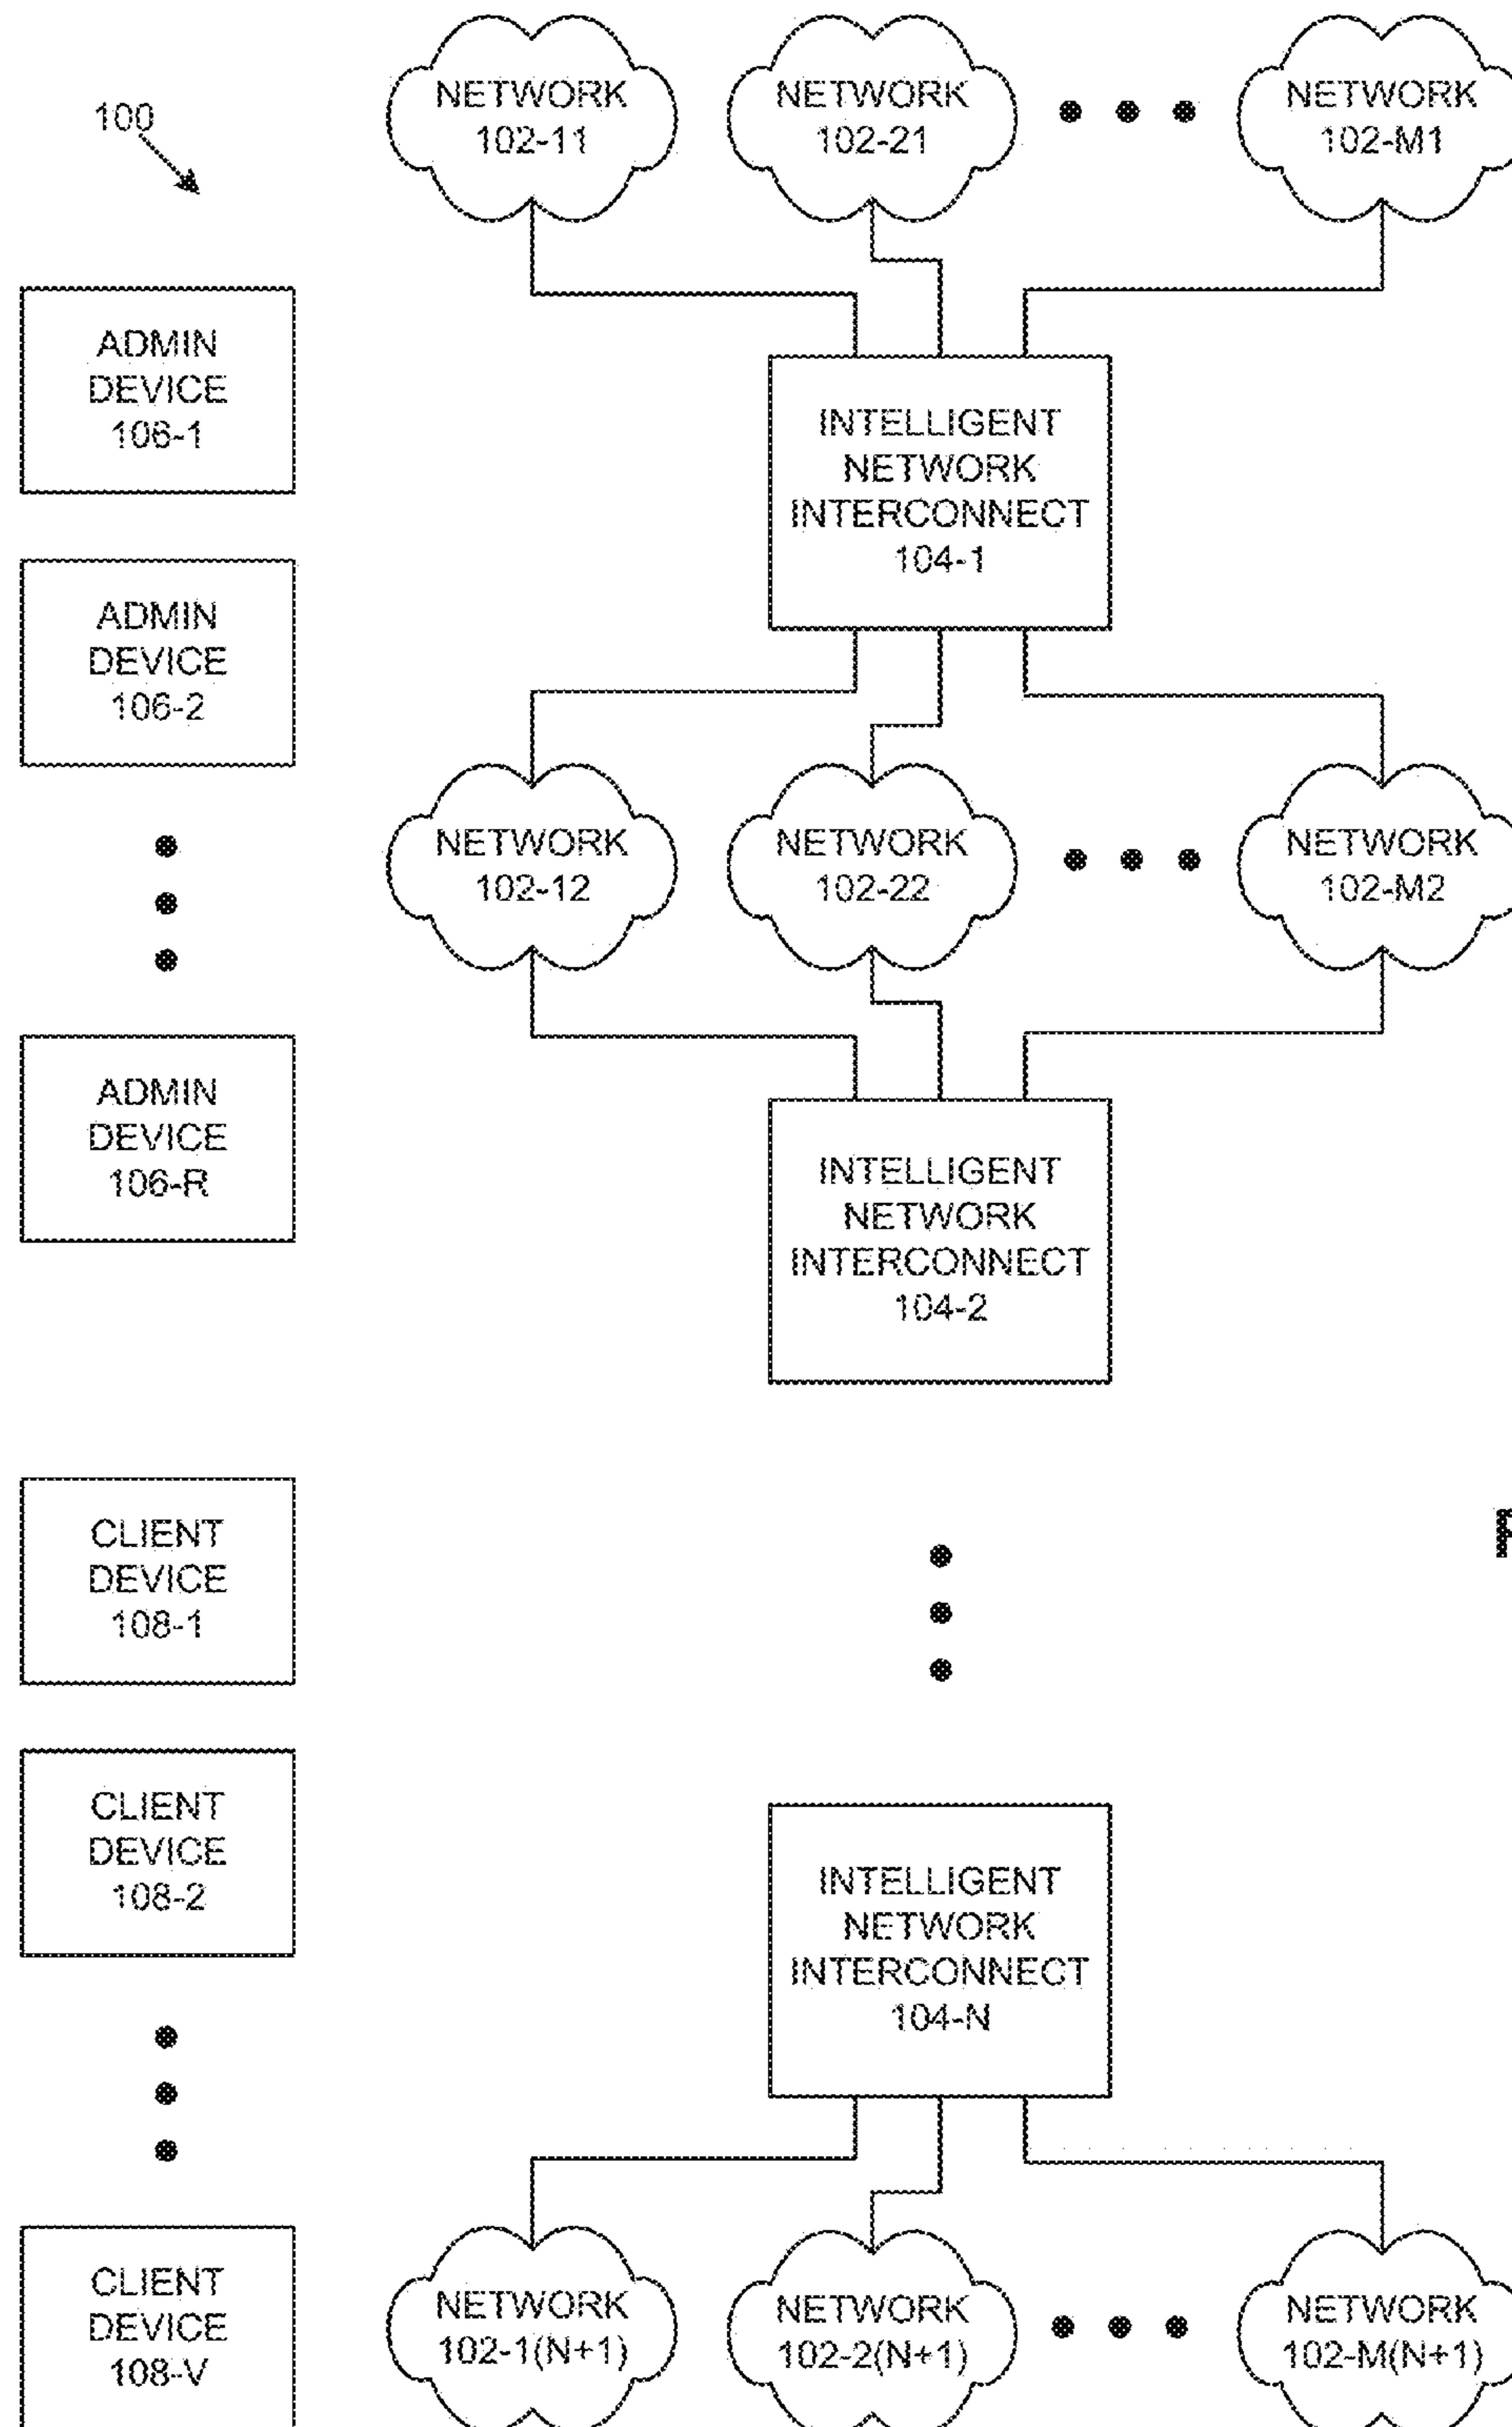 100
NETWORK
102-11
NETWORK
102-21
NETWORK
102-M1
ADMIN
DEVICE
106-1
INTELLIGENT
NETWORK
INTERCONNECT
104-1
ADMIN
DEVICE
106-2
NETWORK
102-12
NETWORK
102-22
NETWORK
102-M2
ADMIN
DEVICE
106-R
INTELLIGENT
NETWORK
INTERCONNECT
104-2
CLIENT
DEVICE
108-1
CLIENT
DEVICE
108-2
INTELLIGENT
NETWORK
INTERCONNECT
104-N
CLIENT
DEVICE
108-V
NETWORK
102-1(N+1)
NETWORK
102-2(N+1)
NETWORK
102-M(N+1)